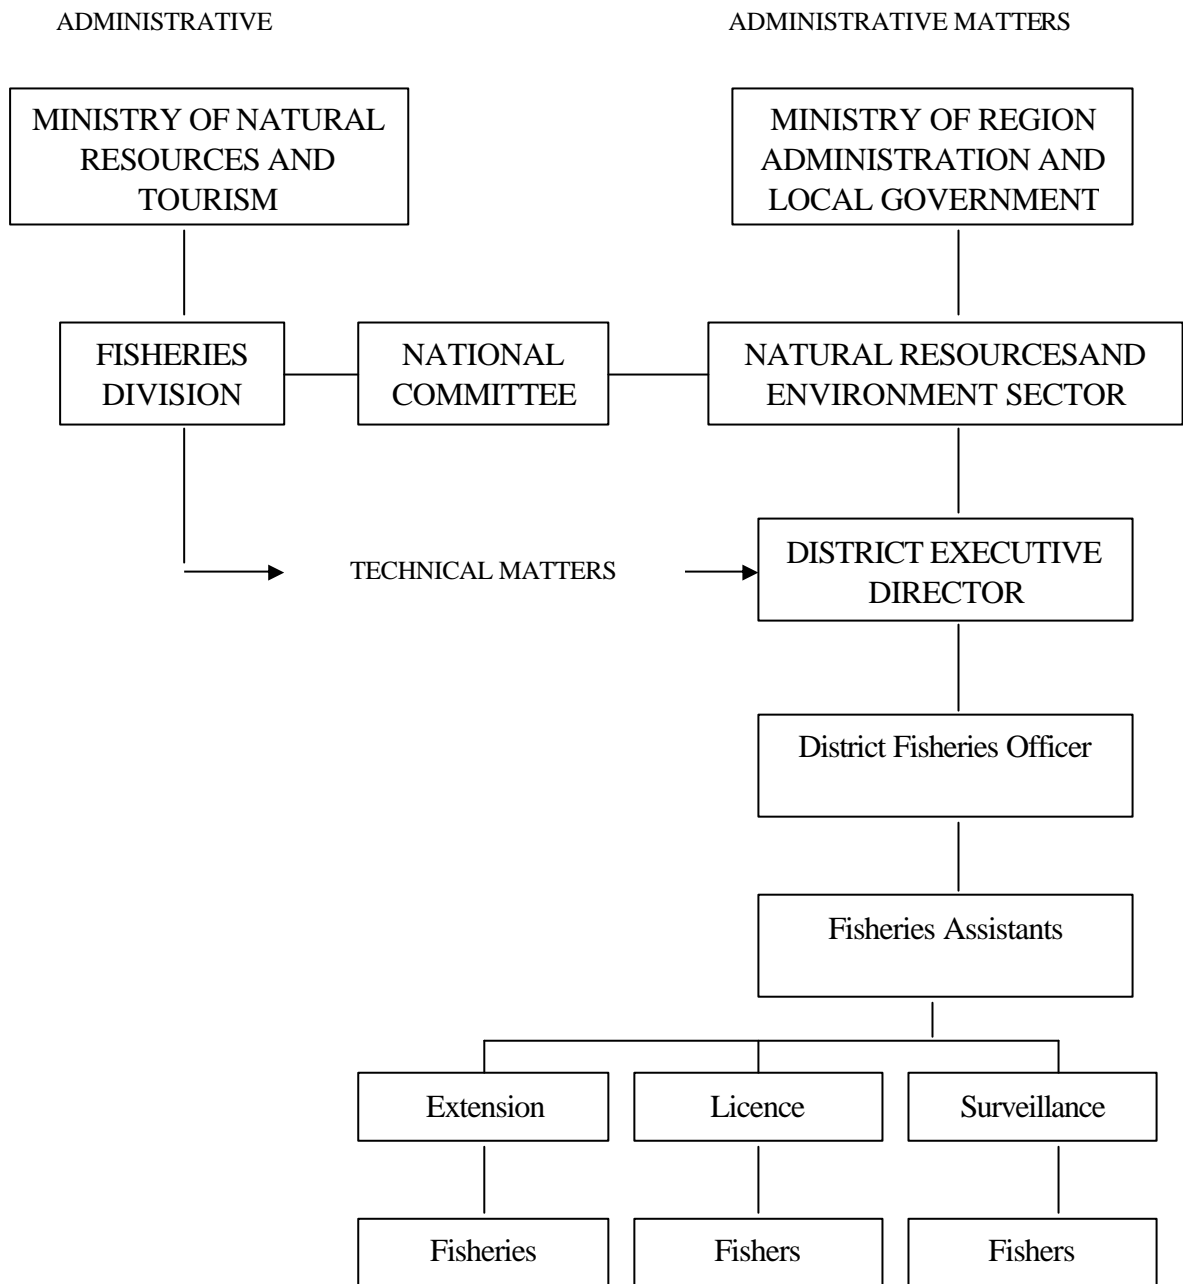 ADMINISTRATIVE
ADMINISTRATIVE MATTERS
MINISTRY OF NATURAL
RESOURCES AND
TOURISM
MINISTRY OF REGION
ADMINISTRATION AND
LOCAL GOVERNMENT
FISHERIES
DIVISION
NATIONAL
COMMITTEE
NATURAL RESOURCESAND
ENVIRONMENT SECTOR
TECHNICAL MATTERS
DISTRICT EXECUTIVE
DIRECTOR
District Fisheries Officer
Fisheries Assistants
Extension
Licence
Surveillance
Fisheries
Fishers
Fishers